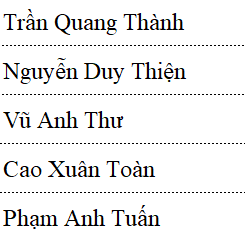 Trần Quang Thành
Nguyễn Duy Thiện
Vũ Anh Thư
Cao Xuân Toàn
Phạm Anh Tuấn